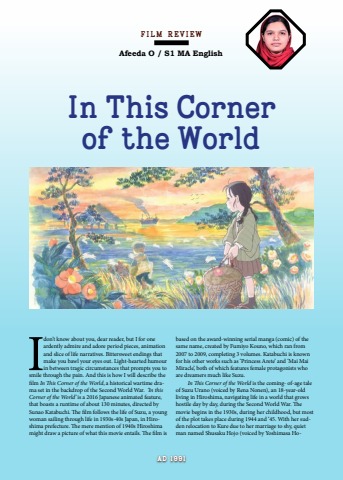 FILM REVIEW
Afeeda O / S1 MA English
In This Corner
of the World
I don't know about you, dear reader, but I for one
ardently admire and adore period pieces, animation
and slice of life narratives. Bittersweet endings that
make you bawl your eyes out. Light-hearted humour
in between tragic circumstances that prompts you to
smile through the pain. And this is how I will describe the
film In This Corner of the World, a historical wartime dra-
ma set in the backdrop of the Second World War. 'In this
Corner of the World' is a 2016 Japanese animated feature,
that boasts a runtime of about 130 minutes, directed by
Sunao Katabuchi. The film follows the life of Suzu, a young
woman sailing through life in 1930s-40s Japan, in Hiro-
shima prefecture. The mere mention of 1940s Hiroshima
might draw a picture of what this movie entails. The film is
based on the award-winning serial manga (comic) of the
same name, created by Fumiyo Kouno, which ran from
2007 to 2009, completing 3 volumes. Katabuchi is known
for his other works such as 'Princess Arete' and 'Mai Mai
Miracle', both of which features female protagonists who
are dreamers much like Suzu.
In This Corner of the World is the coming- of-age tale
of Suzu Urano (voiced by Rena Nonen), an 18-year-old
living in Hiroshima, navigating life in a world that grows
hostile day by day, during the Second World War. The
movie begins in the 1930s, during her childhood, but most
of the plot takes place during 1944 and '45. With her sud-
den relocation to Kure due to her marriage to shy, quiet
man named Shusaku Hojo (voiced by Yoshimasa Ho-
AD 1991